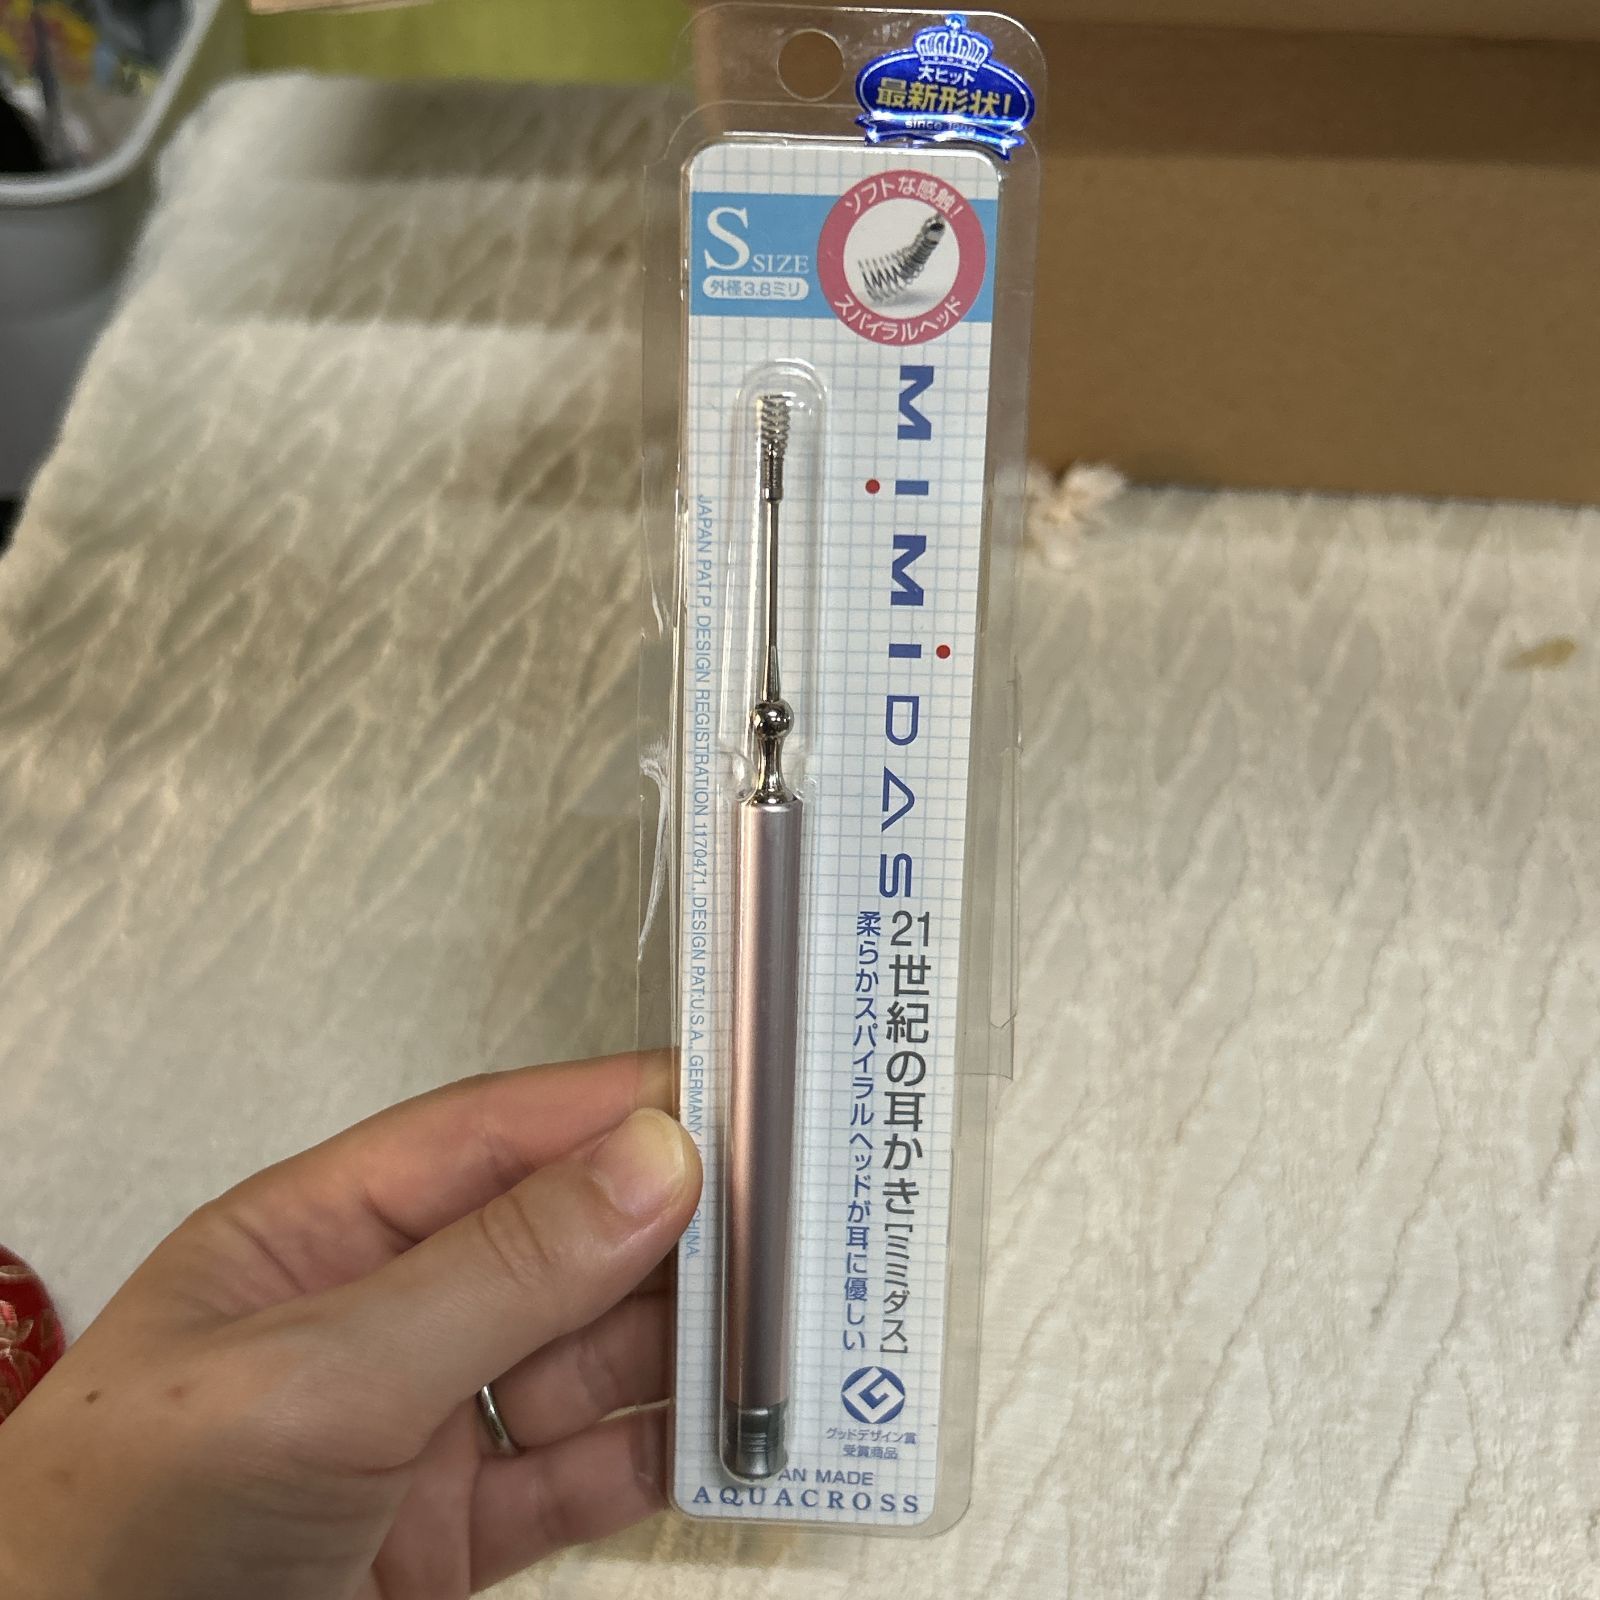 大ヒット
最新形状!
S SIZE
外径3.8ミリ
ソフトな感触!
スパイラルヘッド
MiMiDAS
21世紀の耳かき[ミミダス]
柔らかスパイラルヘッドが耳に優しい
JAPAN PAT.P, DESIGN REGISTRATION 1170471, DESIGN PAT:U.S.A., GERMANY CHINA.
G
グッドデザイン賞
受賞商品
AN MADE
AQUACROSS